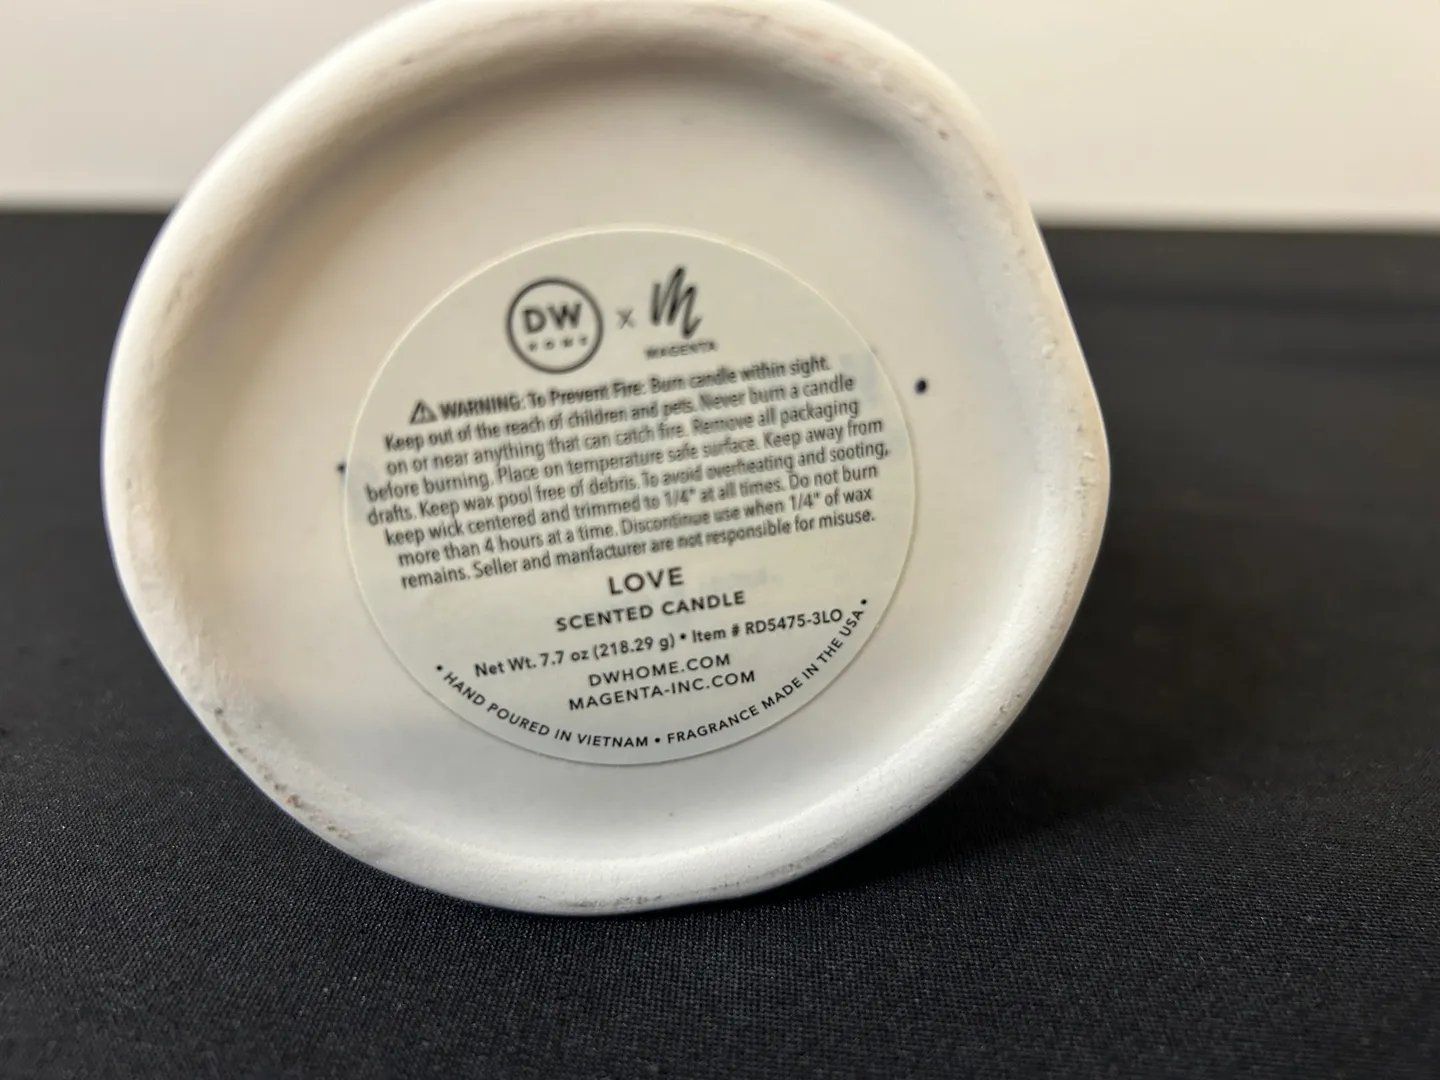 DW
HOME
x
M
MAGENTA
⚠ WARNING: To Prevent Fire: Burn candle within sight.
Keep out of the reach of children and pets. Never burn a candle
on or near anything that can catch fire. Remove all packaging
before burning. Place on temperature safe surface. Keep away from
drafts. Keep wax pool free of debris. To avoid overheating and sooting,
keep wick centered and trimmed to 1/4" at all times. Do not burn
more than 4 hours at a time. Discontinue use when 1/4" of wax
remains. Seller and manfacturer are not responsible for misuse.
LOVE
SCENTED CANDLE
Net Wt. 7.7 oz (218.29 g) • Item # RD5475-3LO
DWHOME.COM
MAGENTA-INC.COM
• HAND POURED IN VIETNAM • FRAGRANCE MADE IN THE USA •